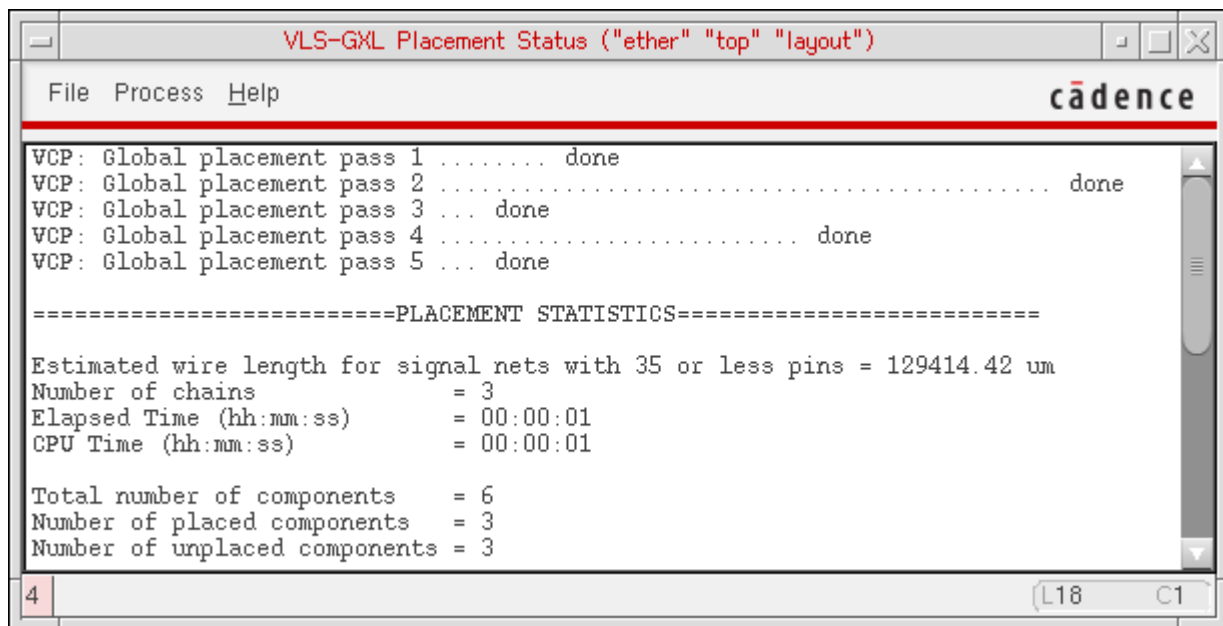 VLS-GXL Placement Status ("ether" "top" "layout")
File Process Help
cādence
VCP: Global placement pass 1 ........ done
VCP: Global placement pass 2 ............................................ done
VCP: Global placement pass 3 ... done
VCP: Global placement pass 4 .......................... done
VCP: Global placement pass 5 ... done
==========================PLACEMENT STATISTICS==========================
Estimated wire length for signal nets with 35 or less pins = 129414.42 um
Number of chains = 3
Elapsed Time (hh:mm:ss) = 00:00:01
CPU Time (hh:mm:ss) = 00:00:01
Total number of components = 6
Number of placed components = 3
Number of unplaced components = 3
4 L18 C1